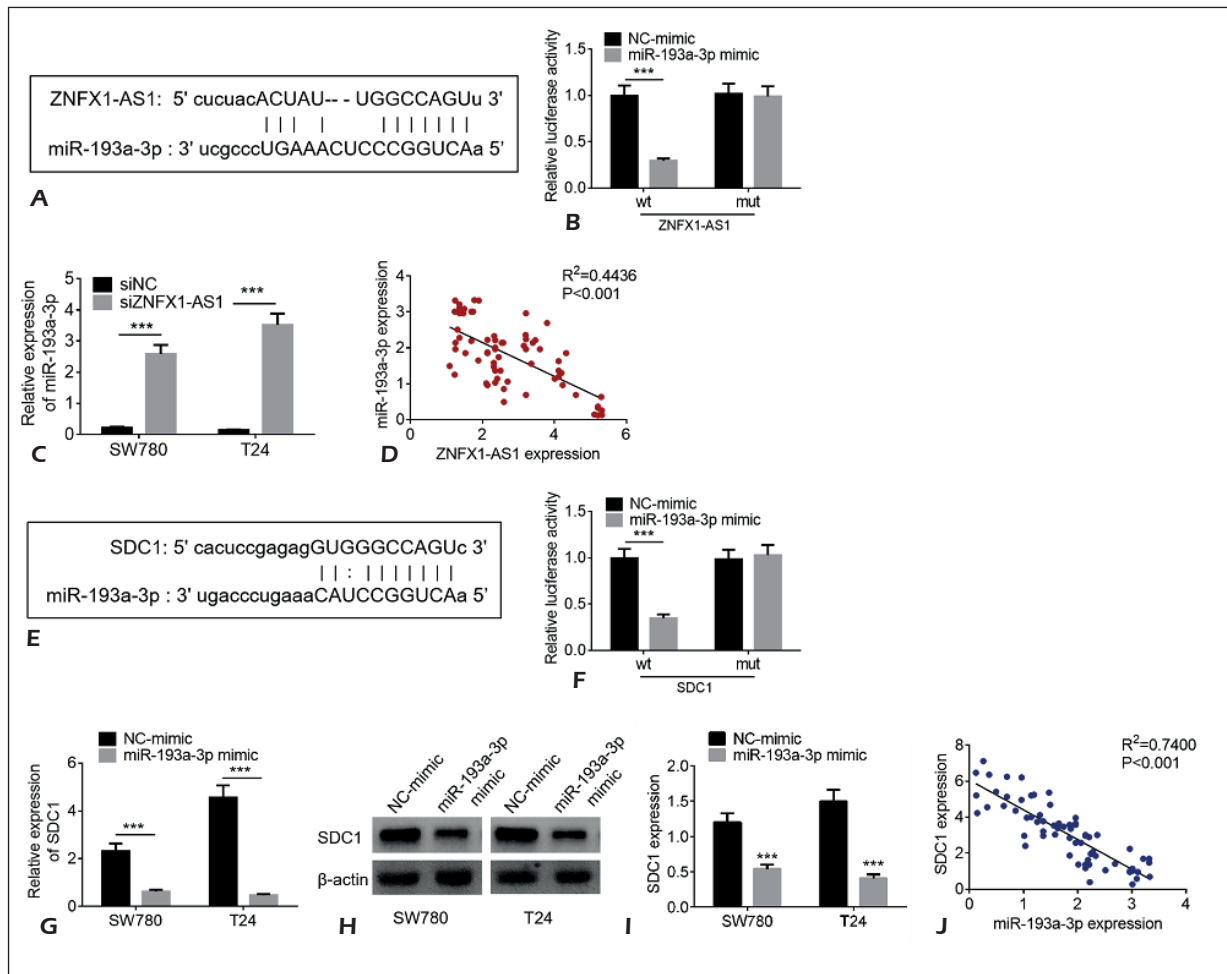 ZNFX1-AS1: 5' cucuacACUAU-- - UGGCCAGUu 3'
| | | | | | | | | | |
miR-193a-3p : 3' ucgcccUGAAACUCCCGGUCAa 5'
A
NC-mimic
miR-193a-3p mimic
Relative luciferase activity
1.5
1.0
0.5
0.0
***
wt
mut
ZNFX1-AS1
B
siNC
siZNFX1-AS1
Relative expression
of miR-193a-3p
5
4
3
2
1
0
***
***
SW780
T24
C
R²=0.4436
P<0.001
miR-193a-3p expression
4
3
2
1
0
0
2
4
6
ZNFX1-AS1 expression
D
SDC1: 5' cacuccgagagGUGGGCCAGUc 3'
| | : | | | | | | |
miR-193a-3p : 3' ugacccugaaaCAUCCGGUCAa 5'
E
NC-mimic
miR-193a-3p mimic
Relative luciferase activity
1.5
1.0
0.5
0.0
***
wt
mut
SDC1
F
NC-mimic
miR-193a-3p mimic
Relative expression
of SDC1
6
4
2
0
***
***
SW780
T24
G
NC-mimic
miR-193a-3p
mimic
NC-mimic
miR-193a-3p
mimic
SDC1
β-actin
SW780
T24
H
NC-mimic
miR-193a-3p mimic
SDC1 expression
2.0
1.5
1.0
0.5
0.0
***
***
SW780
T24
I
R²=0.7400
P<0.001
SDC1 expression
8
6
4
2
0
0
1
2
3
4
miR-193a-3p expression
J